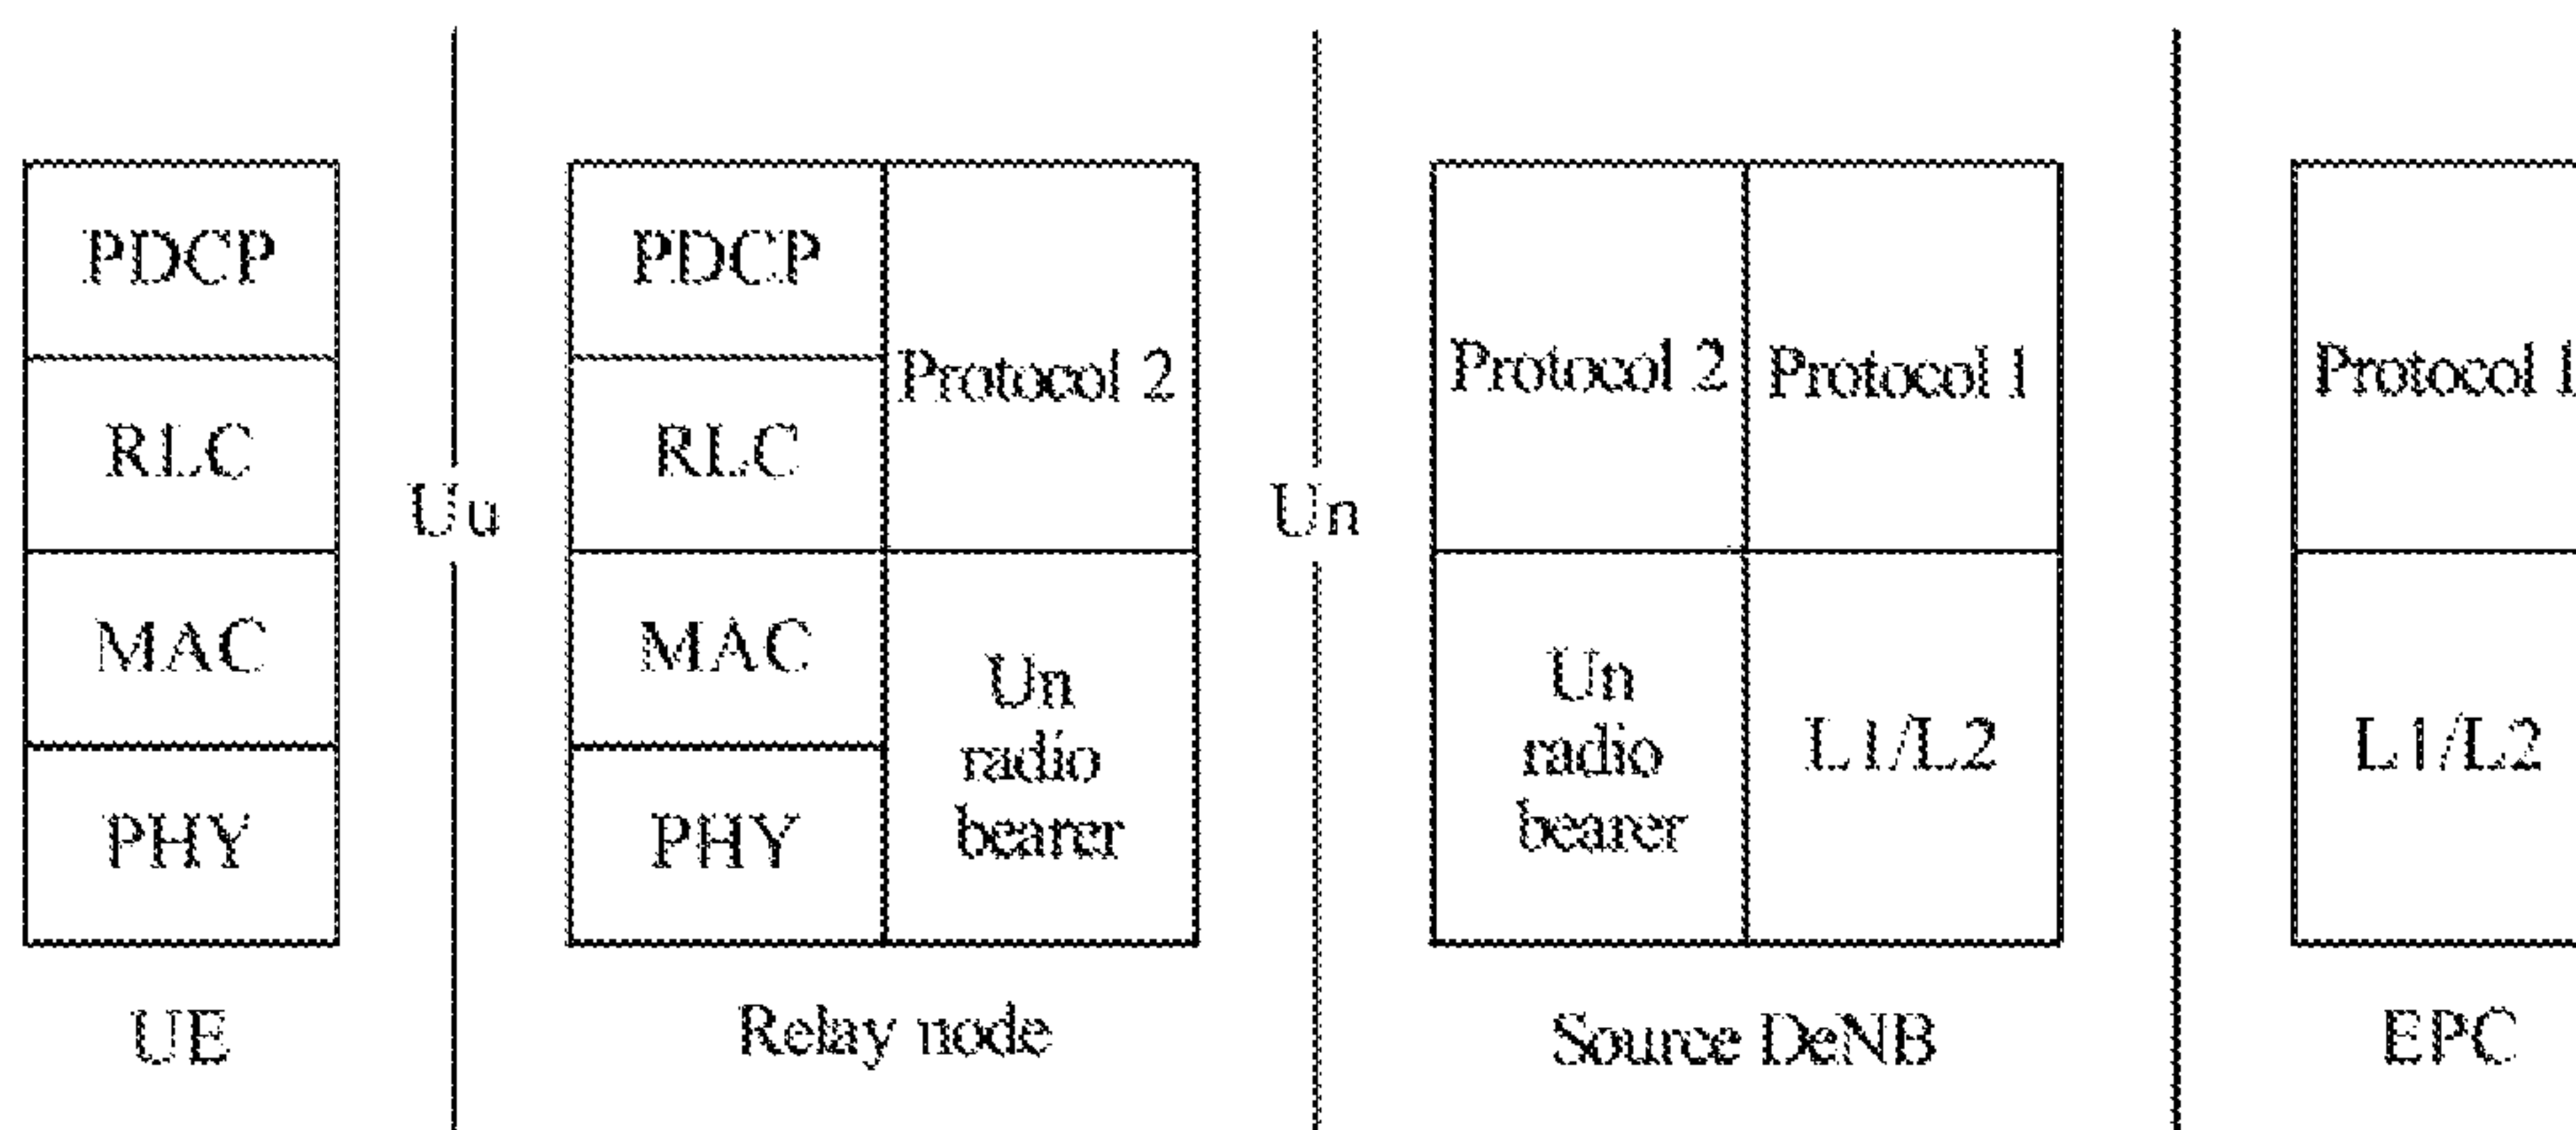 PDCP
RLC
MAC
PHY
UE
Uu
PDCP
RLC
MAC
PHY
Protocol 2
Un
radio
bearer
Relay node
Un
Protocol 2
Un
radio
bearer
Protocol 1
L1/L2
Source DeNB
Protocol 1
L1/L2
EPC